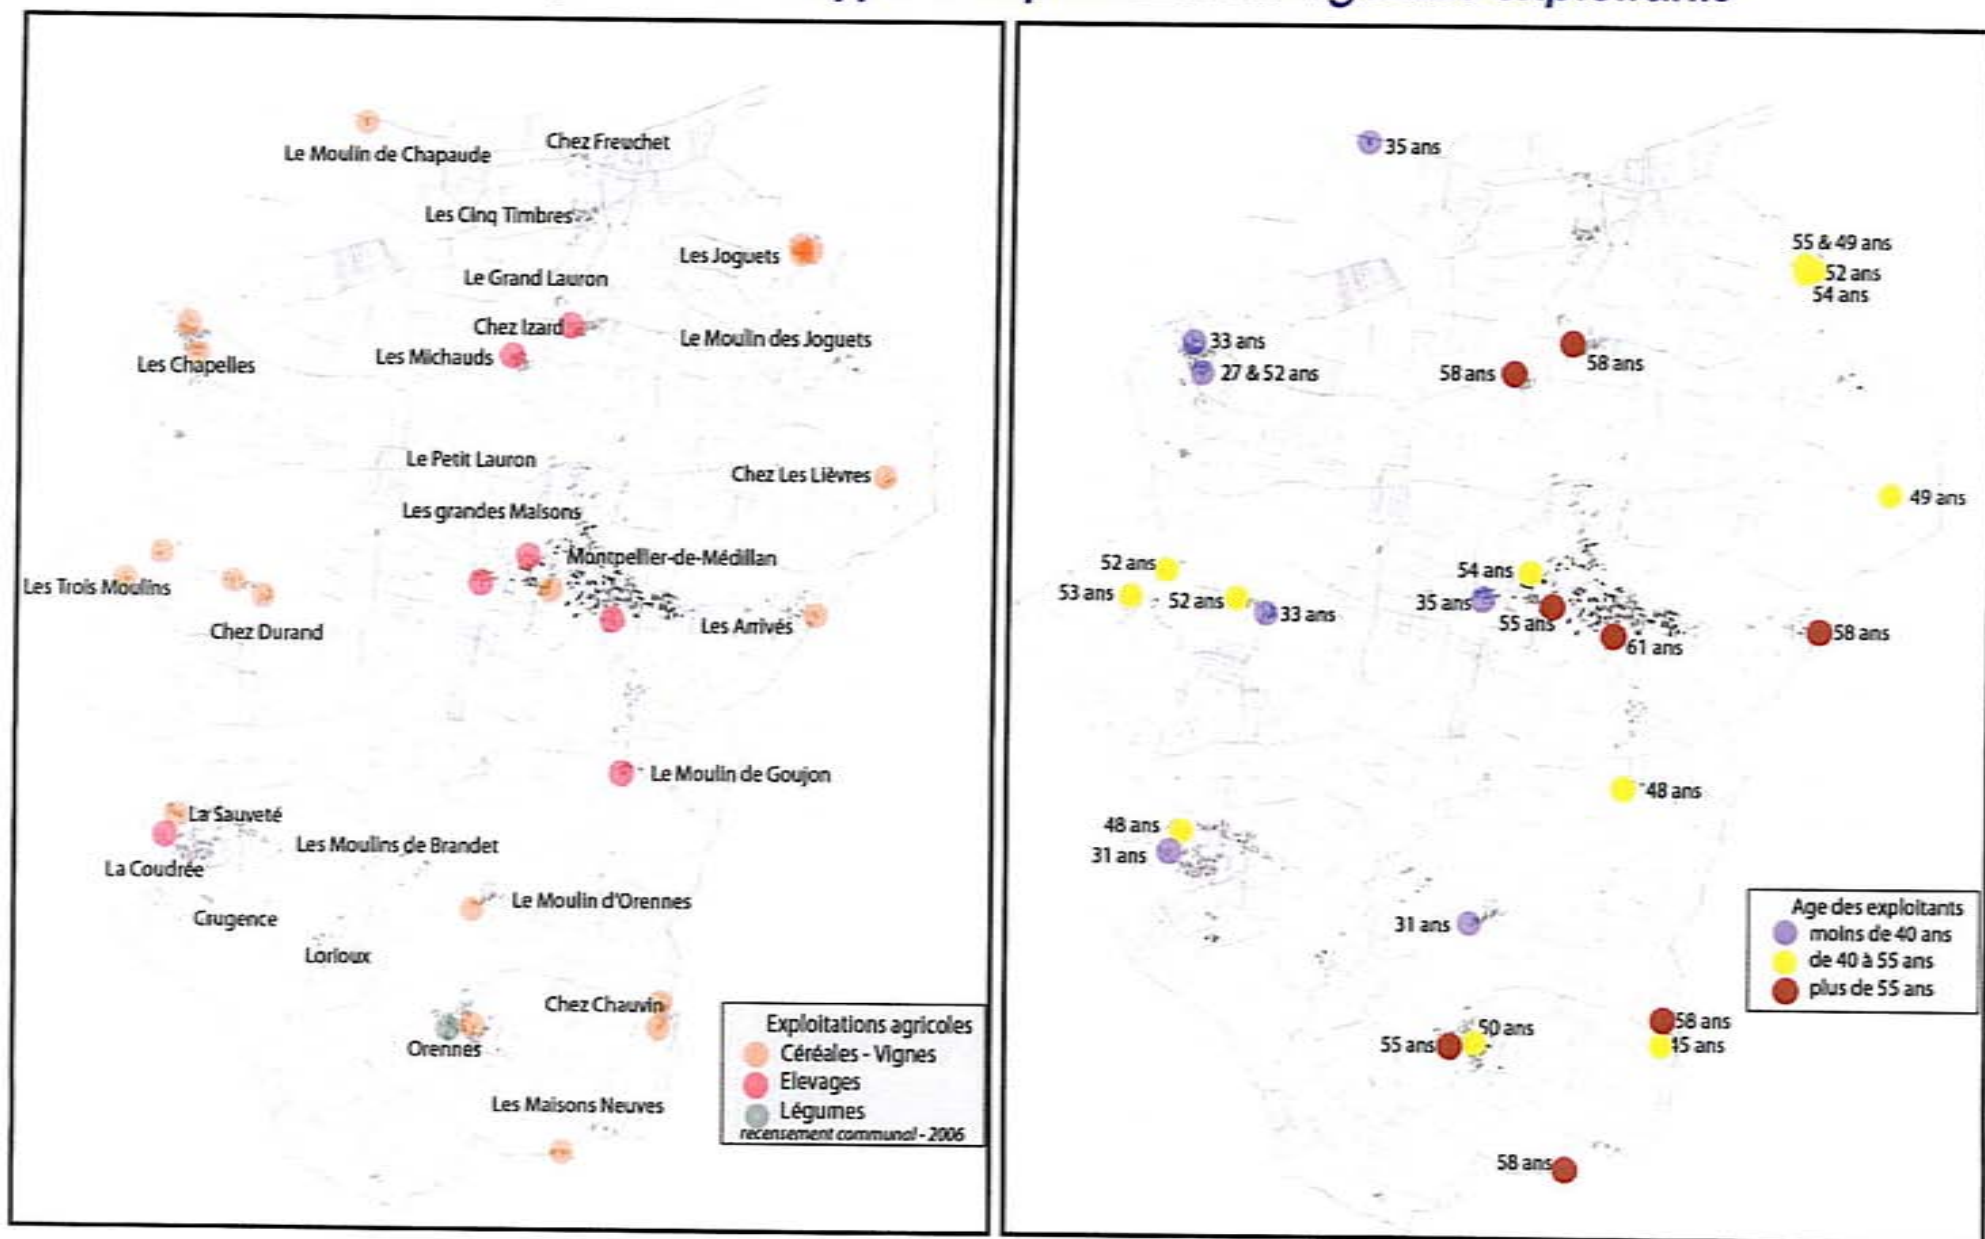 Le Moulin de Chapaude
Chez Freuchet
Les Cinq Timbres
Les Joguets
Le Grand Lauron
Chez Izard
Le Moulin des Joguets
Les Michauds
Les Chapelles
Le Petit Lauron
Chez Les Lièvres
Les grandes Maisons
Montpellier-de-Médillan
Les Trois Moulins
Chez Durand
Les Arrivés
Le Moulin de Goujon
La Sauveté
Les Moulins de Brandet
La Coudrée
Le Moulin d'Orennes
Crugence
Lorioux
Chez Chauvin
Orennes
Les Maisons Neuves
Exploitations agricoles
Céréales - Vignes
Elevages
Légumes
recensement communal - 2006
35 ans
55 & 49 ans
52 ans
54 ans
33 ans
27 & 52 ans
58 ans
58 ans
49 ans
52 ans
53 ans
52 ans
33 ans
54 ans
35 ans
55 ans
61 ans
58 ans
48 ans
48 ans
31 ans
31 ans
50 ans
55 ans
58 ans
45 ans
58 ans
Age des exploitants
moins de 40 ans
de 40 à 55 ans
plus de 55 ans